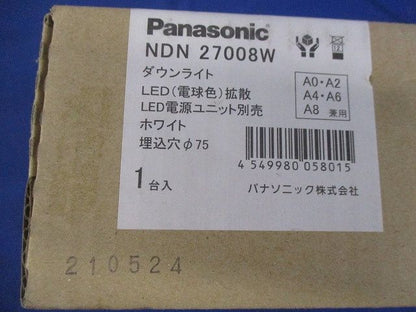 Panasonic
NDN 27008W
ダウンライト
LED(電球色)拡散
LED電源ユニット別売
ホワイト
埋込穴φ75
1台入
A0・A2
A4・A6
A8 兼用
4 549980 058015
パナソニック株式会社
210524